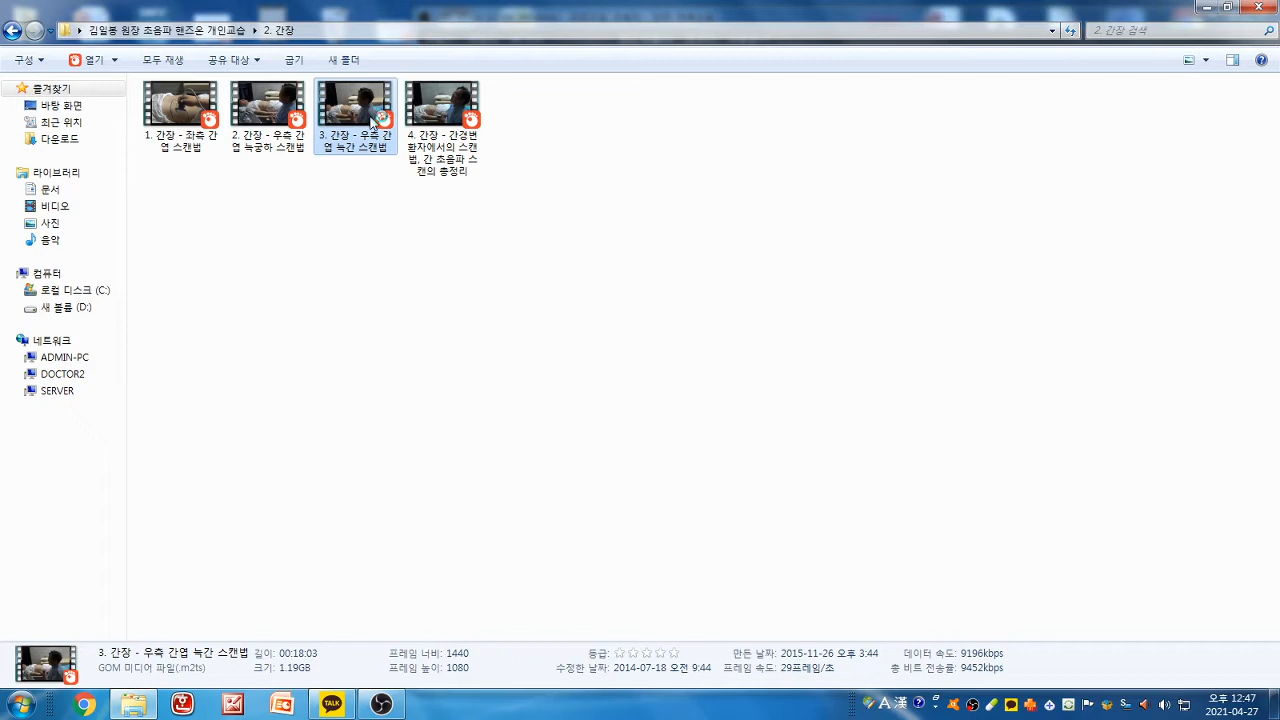 김일봉 원장 초음파 핸즈온 개인교습 ▸ 2. 간장
2. 간장 검색
구성 열기 모두 재생 공유 대상 굽기 새 폴더
즐겨찾기
바탕 화면
최근 위치
다운로드
라이브러리
문서
비디오
사진
음악
컴퓨터
로컬 디스크 (C:)
새 볼륨 (D:)
네트워크
ADMIN-PC
DOCTOR2
SERVER
1. 간장 - 좌측 간
엽 스캔법
2. 간장 - 우측 간
엽 늑궁하 스캔법
3. 간장 - 우측 간
엽 늑간 스캔법
4. 간장 - 간경변
환자에서의 스캔
법, 간 초음파 스
캔의 총정리
3. 간장 - 우측 간엽 늑간 스캔법 길이: 00:18:03 프레임 너비: 1440 등급: 만든 날짜: 2015-11-26 오후 3:44 데이터 속도: 9196kbps
GOM 미디어 파일(.m2ts) 크기: 1.19GB 프레임 높이: 1080 수정한 날짜: 2014-07-18 오전 9:44 프레임 속도: 29프레임/초 총 비트 전송률: 9452kbps
TALK
A 漢
오후 12:47
2021-04-27